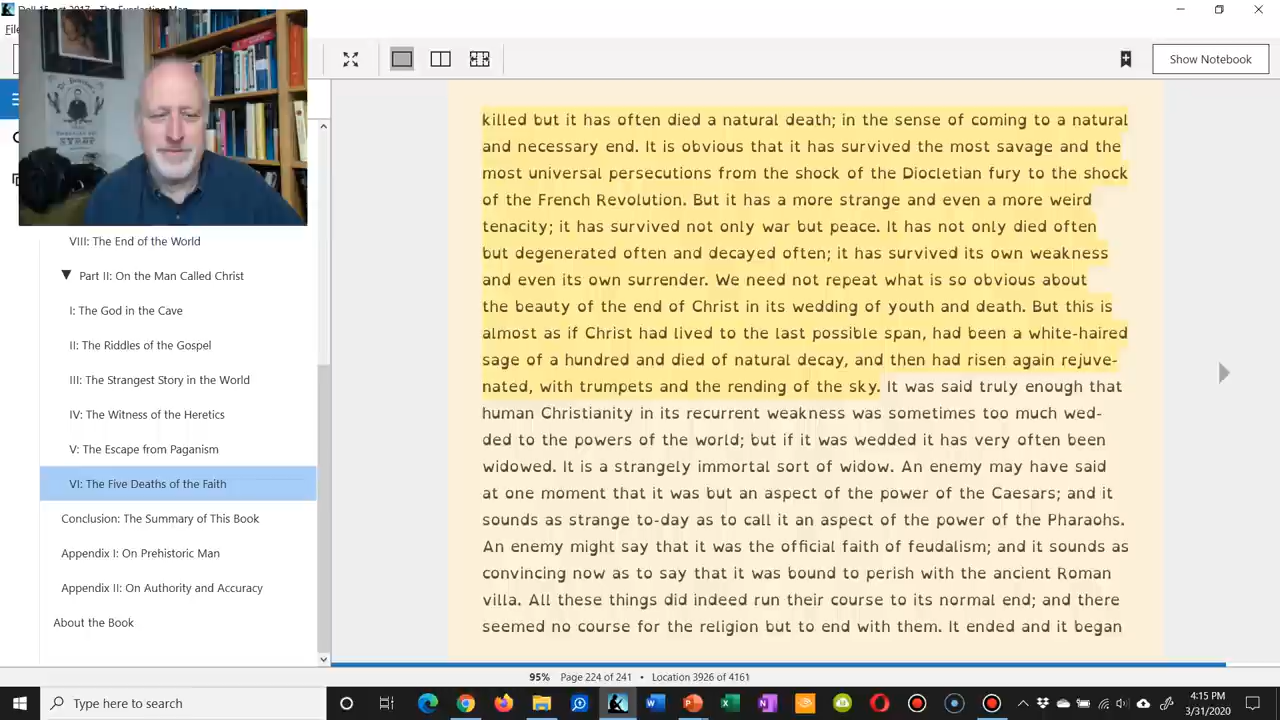 The Everlasting Man
File
Show Notebook
VIII: The End of the World
Part II: On the Man Called Christ
I: The God in the Cave
II: The Riddles of the Gospel
III: The Strangest Story in the World
IV: The Witness of the Heretics
V: The Escape from Paganism
VI: The Five Deaths of the Faith
Conclusion: The Summary of This Book
Appendix I: On Prehistoric Man
Appendix II: On Authority and Accuracy
About the Book
killed but it has often died a natural death; in the sense of coming to a natural
and necessary end. It is obvious that it has survived the most savage and the
most universal persecutions from the shock of the Diocletian fury to the shock
of the French Revolution. But it has a more strange and even a more weird
tenacity; it has survived not only war but peace. It has not only died often
but degenerated often and decayed often; it has survived its own weakness
and even its own surrender. We need not repeat what is so obvious about
the beauty of the end of Christ in its wedding of youth and death. But this is
almost as if Christ had lived to the last possible span, had been a white-haired
sage of a hundred and died of natural decay, and then had risen again rejuve-
nated, with trumpets and the rending of the sky. It was said truly enough that
human Christianity in its recurrent weakness was sometimes too much wed-
ded to the powers of the world; but if it was wedded it has very often been
widowed. It is a strangely immortal sort of widow. An enemy may have said
at one moment that it was but an aspect of the power of the Caesars; and it
sounds as strange to-day as to call it an aspect of the power of the Pharaohs.
An enemy might say that it was the official faith of feudalism; and it sounds as
convincing now as to say that it was bound to perish with the ancient Roman
villa. All these things did indeed run their course to its normal end; and there
seemed no course for the religion but to end with them. It ended and it began
95% Page 224 of 241 • Location 3926 of 4161
Type here to search
4:15 PM
3/31/2020